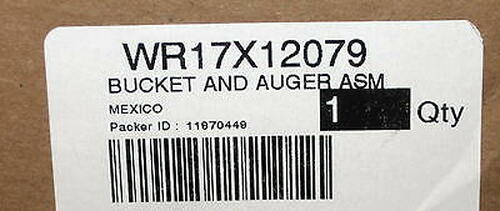 WR17X12079
BUCKET AND AUGER ASM
MEXICO
1 Qty
Packer ID : 11970449